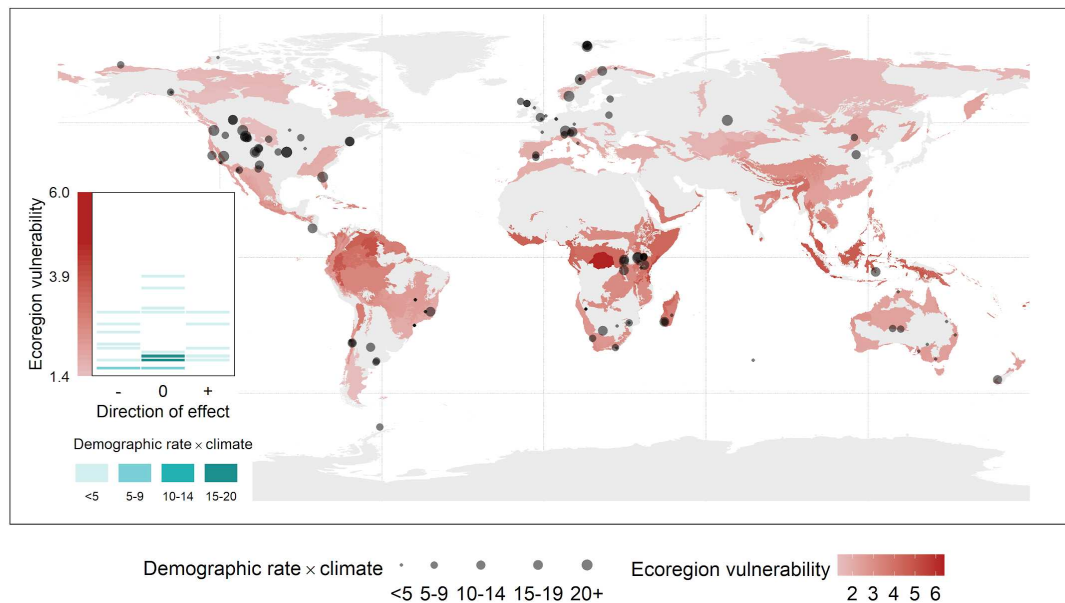 6.0
3.9
1.4
Ecoregion vulnerability
- 0 +
Direction of effect
Demographic rate × climate
<5 5-9 10-14 15-20
Demographic rate × climate
<5 5-9 10-14 15-19 20+
Ecoregion vulnerability
2 3 4 5 6